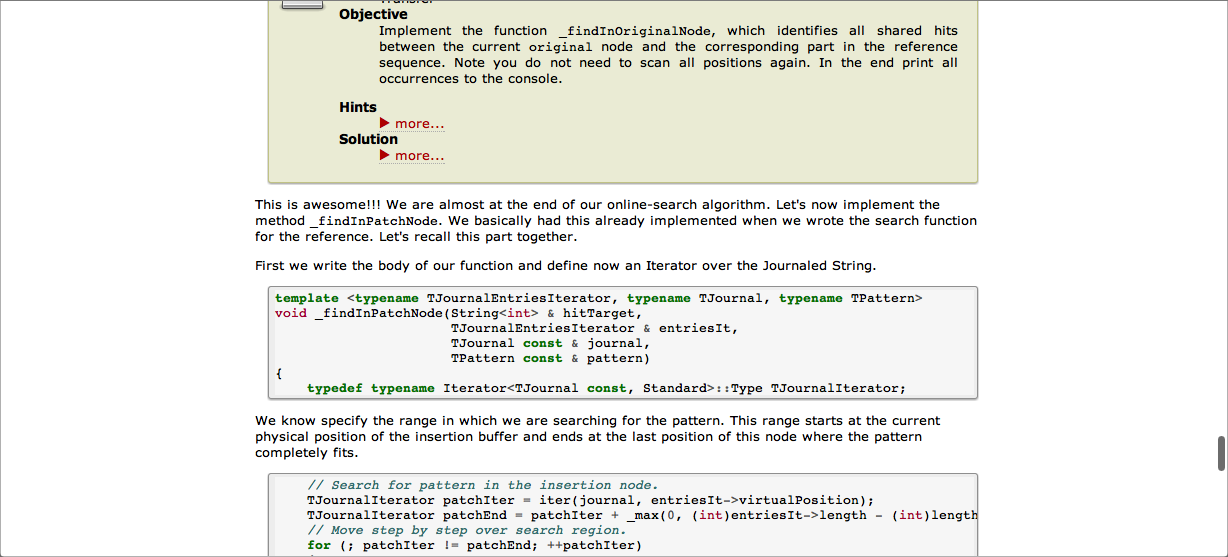 Objective
Implement the function _findInOriginalNode, which identifies all shared hits
between the current original node and the corresponding part in the reference
sequence. Note you do not need to scan all positions again. In the end print all
occurrences to the console.
Hints
▶ more...
Solution
▶ more...
This is awesome!!! We are almost at the end of our online-search algorithm. Let's now implement the
method _findInPatchNode. We basically had this already implemented when we wrote the search function
for the reference. Let's recall this part together.
First we write the body of our function and define now an Iterator over the Journaled String.
template <typename TJournalEntriesIterator, typename TJournal, typename TPattern>
void _findInPatchNode(String<int> & hitTarget,
TJournalEntriesIterator & entriesIt,
TJournal const & journal,
TPattern const & pattern)
{
typedef typename Iterator<TJournal const, Standard>::Type TJournalIterator;
We know specify the range in which we are searching for the pattern. This range starts at the current
physical position of the insertion buffer and ends at the last position of this node where the pattern
completely fits.
// Search for pattern in the insertion node.
TJournalIterator patchIter = iter(journal, entriesIt->virtualPosition);
TJournalIterator patchEnd = patchIter + _max(0, (int)entriesIt->length - (int)length
// Move step by step over search region.
for (; patchIter != patchEnd; ++patchIter)